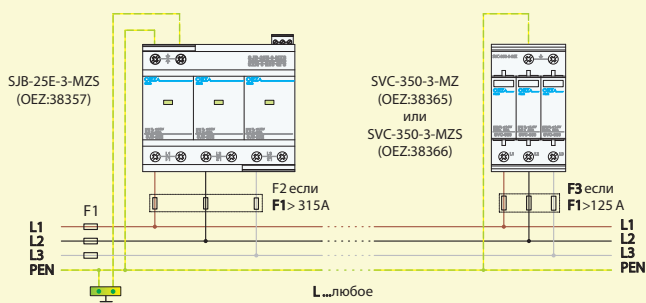 SJB-25E-3-MZS
(OEZ:38357)
SVC-350-3-MZ
(OEZ:38365)
или
SVC-350-3-MZS
(OEZ:38366)
F2 если
F1> 315A
F3 если
F1>125 A
F1
L1
L2
L3
PEN
L1
L2
L3
PEN
L ...любое